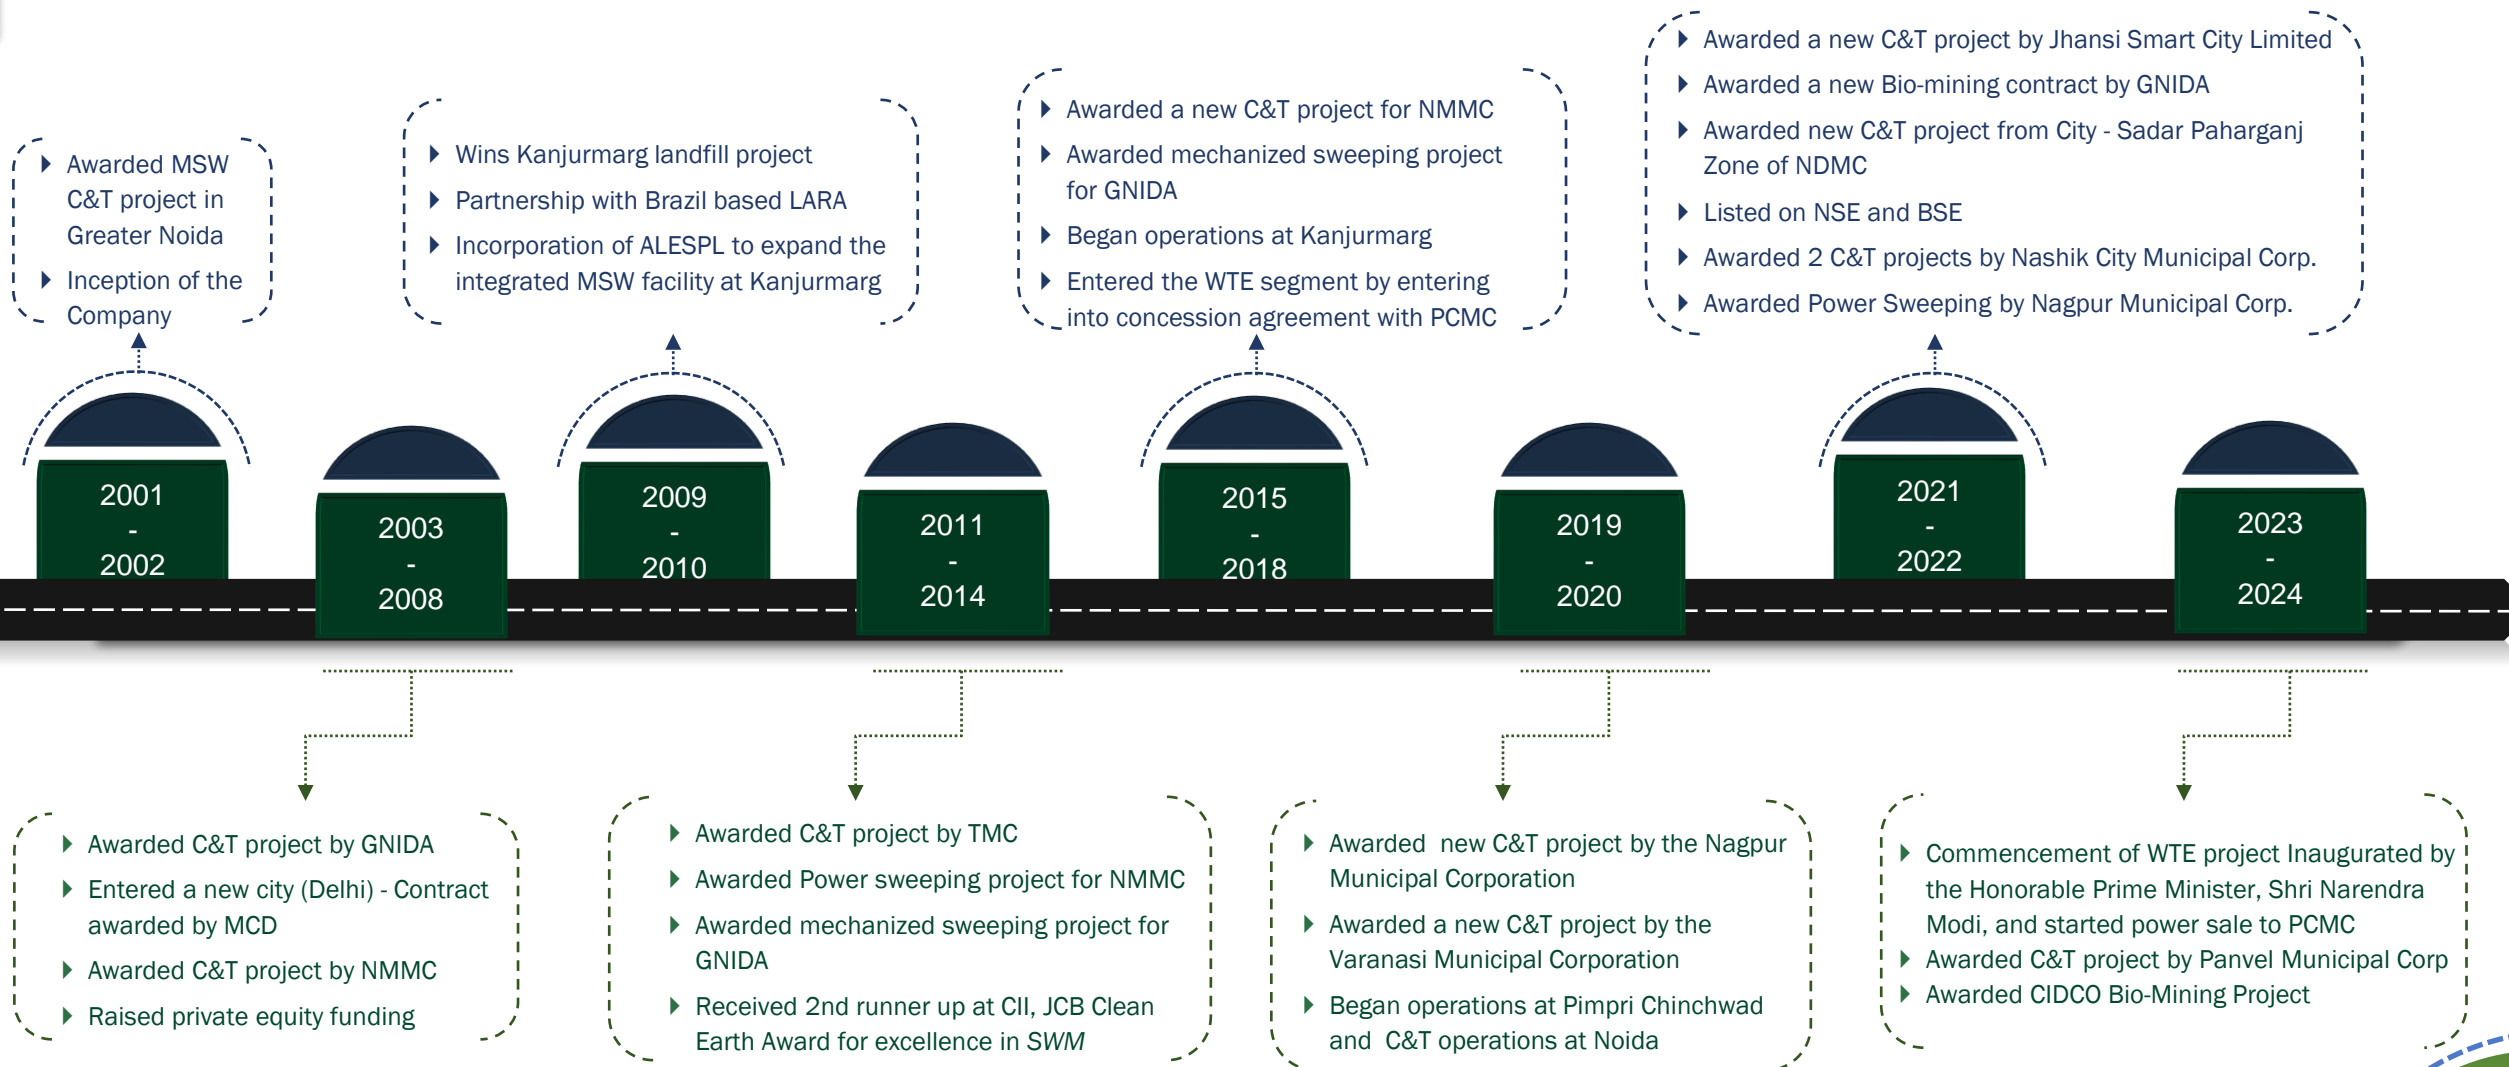 Awarded MSW
C&T project in
Greater Noida
Inception of the
Company
Wins Kanjurmarg landfill project
Partnership with Brazil based LARA
Incorporation of ALESPL to expand the
integrated MSW facility at Kanjurmarg
Awarded a new C&T project for NMMC
Awarded mechanized sweeping project
for GNIDA
Began operations at Kanjurmarg
Entered the WTE segment by entering
into concession agreement with PCMC
Awarded a new C&T project by Jhansi Smart City Limited
Awarded a new Bio-mining contract by GNIDA
Awarded new C&T project from City - Sadar Paharganj
Zone of NDMC
Listed on NSE and BSE
Awarded 2 C&T projects by Nashik City Municipal Corp.
Awarded Power Sweeping by Nagpur Municipal Corp.
2001
-
2002
2003
-
2008
2009
-
2010
2011
-
2014
2015
-
2018
2019
-
2020
2021
-
2022
2023
-
2024
Awarded C&T project by GNIDA
Entered a new city (Delhi) - Contract
awarded by MCD
Awarded C&T project by NMMC
Raised private equity funding
Awarded C&T project by TMC
Awarded Power sweeping project for NMMC
Awarded mechanized sweeping project for
GNIDA
Received 2nd runner up at CII, JCB Clean
Earth Award for excellence in SWM
Awarded  new C&T project by the Nagpur
Municipal Corporation
Awarded a new C&T project by the
Varanasi Municipal Corporation
Began operations at Pimpri Chinchwad
and  C&T operations at Noida
Commencement of WTE project Inaugurated by
the Honorable Prime Minister, Shri Narendra
Modi, and started power sale to PCMC
Awarded C&T project by Panvel Municipal Corp
Awarded CIDCO Bio-Mining Project